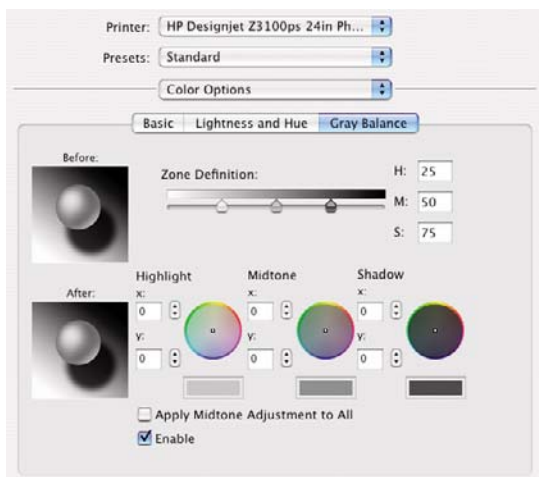 Printer: HP Designjet Z3100ps 24in Ph...
Presets: Standard
Color Options
Basic Lightness and Hue Gray Balance
Before:
Zone Definition:
H: 25
M: 50
S: 75
After:
Highlight Midtone Shadow
x: x: x:
0 0 0
y: y: y:
0 0 0
Apply Midtone Adjustment to All
Enable